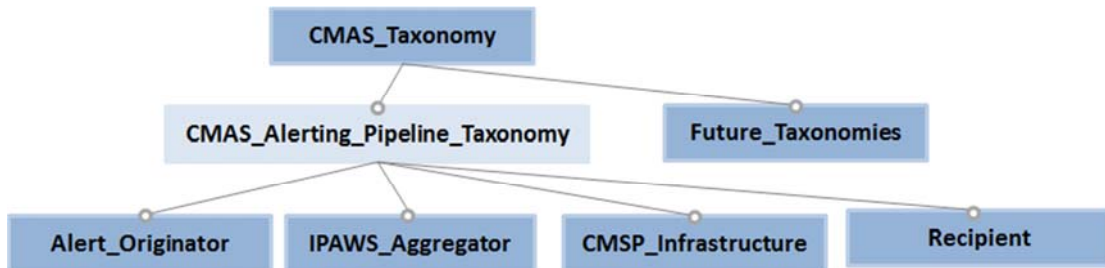 CMAS_Taxonomy
CMAS_Alerting_Pipeline_Taxonomy
Future_Taxonomies
Alert_Originator
IPAWS_Aggregator
CMSP_Infrastructure
Recipient